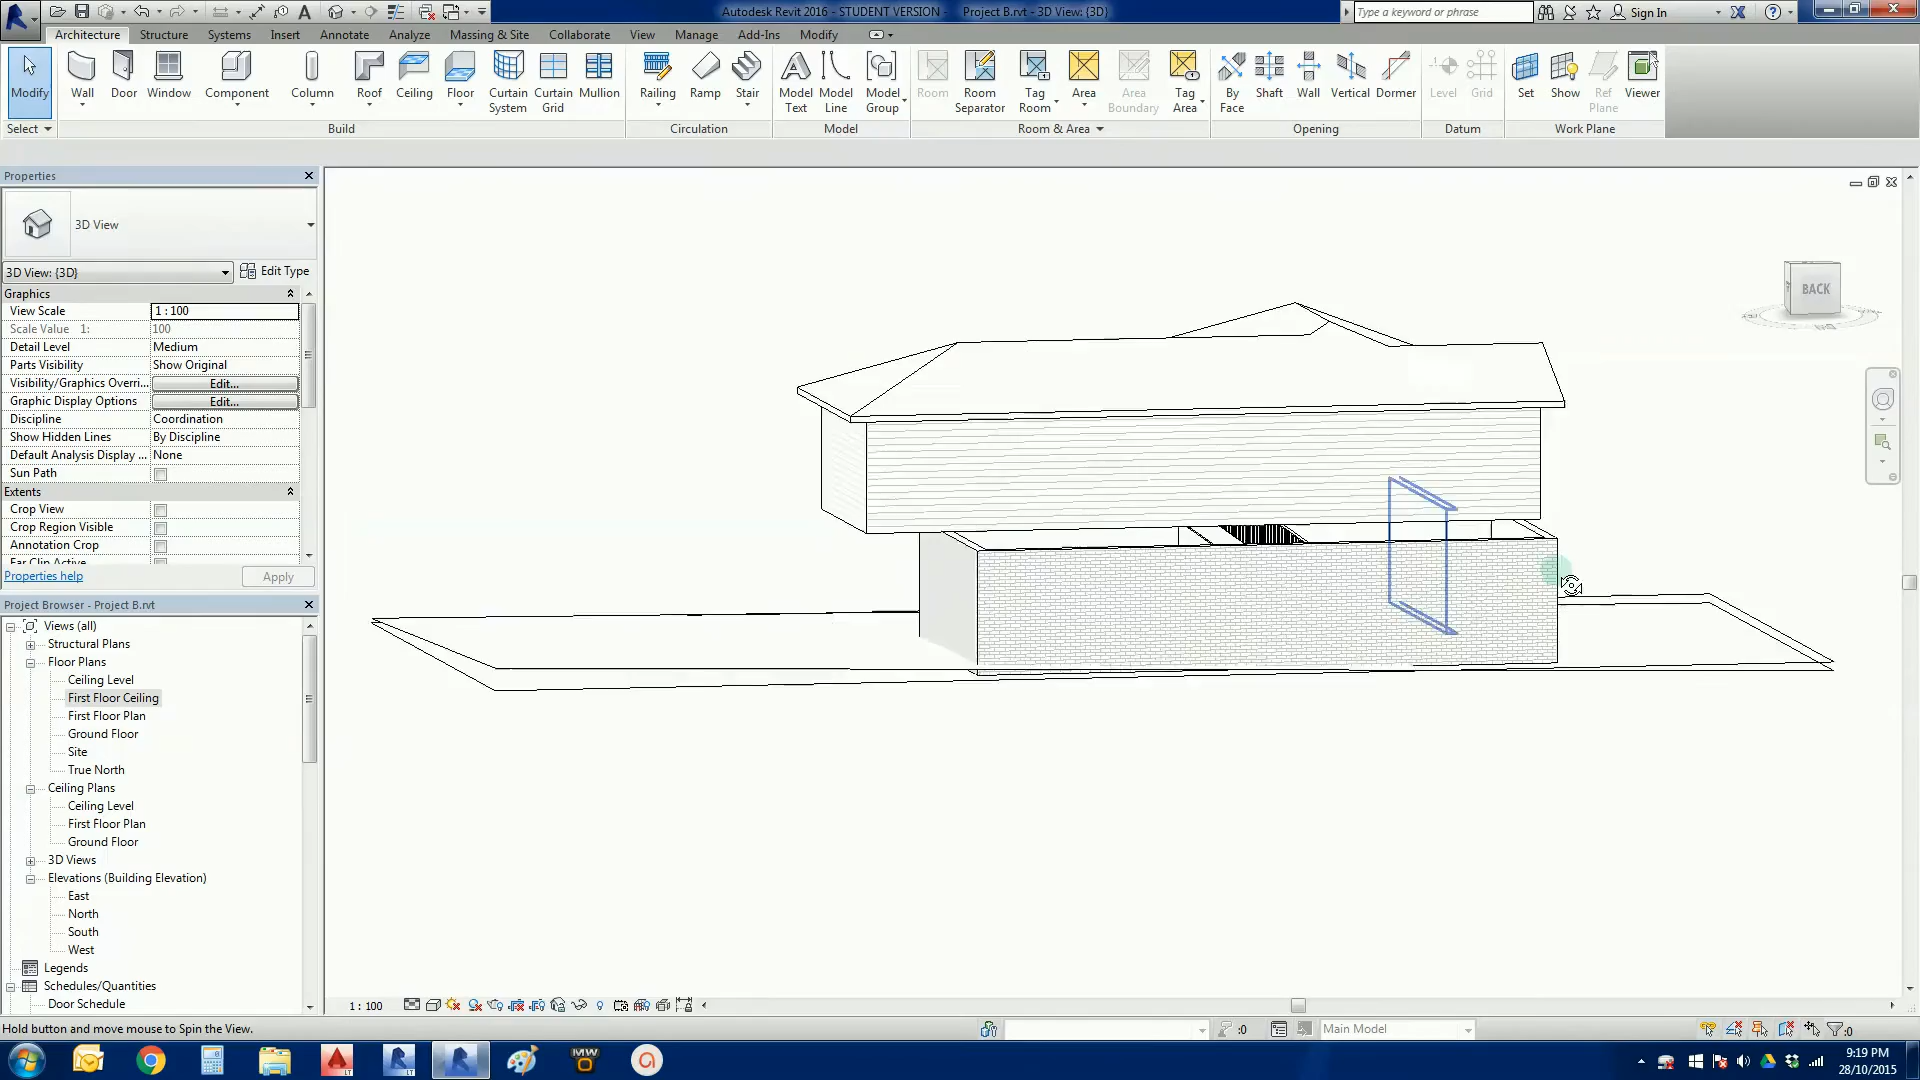 Autodesk Revit 2016 - STUDENT VERSION - Project B.rvt - 3D View: {3D}
Type a keyword or phrase
Sign In
Architecture Structure Systems Insert Annotate Analyze Massing & Site Collaborate View Manage Add-Ins Modify
Modify Wall Door Window Component Column Roof Ceiling Floor Curtain System Curtain Grid Mullion Railing Ramp Stair Model Text Model Line Model Group Room Room Separator Tag Room Area Area Boundary Tag Area By Face Shaft Wall Vertical Dormer Level Grid Set Show Ref Plane Viewer
Select Build Circulation Model Room & Area Opening Datum Work Plane
Properties
3D View
3D View: {3D} Edit Type
Graphics
View Scale 1 : 100
Scale Value 1: 100
Detail Level Medium
Parts Visibility Show Original
Visibility/Graphics Overri... Edit...
Graphic Display Options Edit...
Discipline Coordination
Show Hidden Lines By Discipline
Default Analysis Display ... None
Sun Path
Extents
Crop View
Crop Region Visible
Annotation Crop
Far Clip Active
Properties help Apply
BACK
Project Browser - Project B.rvt
Views (all)
Structural Plans
Floor Plans
Ceiling Level
First Floor Ceiling
First Floor Plan
Ground Floor
Site
True North
Ceiling Plans
Ceiling Level
First Floor Plan
Ground Floor
3D Views
Elevations (Building Elevation)
East
North
South
West
Legends
Schedules/Quantities
Door Schedule
1 : 100
Hold button and move mouse to Spin the View.
:0
Main Model
:0
LT
LT
MW
9:19 PM
28/10/2015